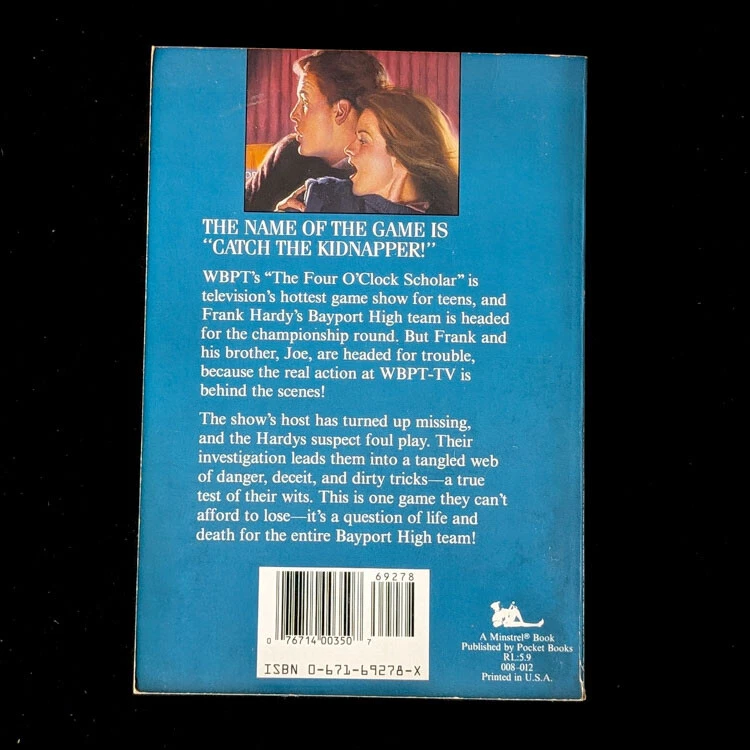 THE NAME OF THE GAME IS
"CATCH THE KIDNAPPER!"
WBPT's "The Four O'Clock Scholar" is
television's hottest game show for teens, and
Frank Hardy's Bayport High team is headed
for the championship round. But Frank and
his brother, Joe, are headed for trouble,
because the real action at WBPT-TV is
behind the scenes!
The show's host has turned up missing,
and the Hardys suspect foul play. Their
investigation leads them into a tangled web
of danger, deceit, and dirty tricks—a true
test of their wits. This is one game they can't
afford to lose—it's a question of life and
death for the entire Bayport High team!
69278
0 76714 00350 7
ISBN 0-671-69278-X
A Minstrel® Book
Published by Pocket Books
RL:5.9
008-012
Printed in U.S.A.